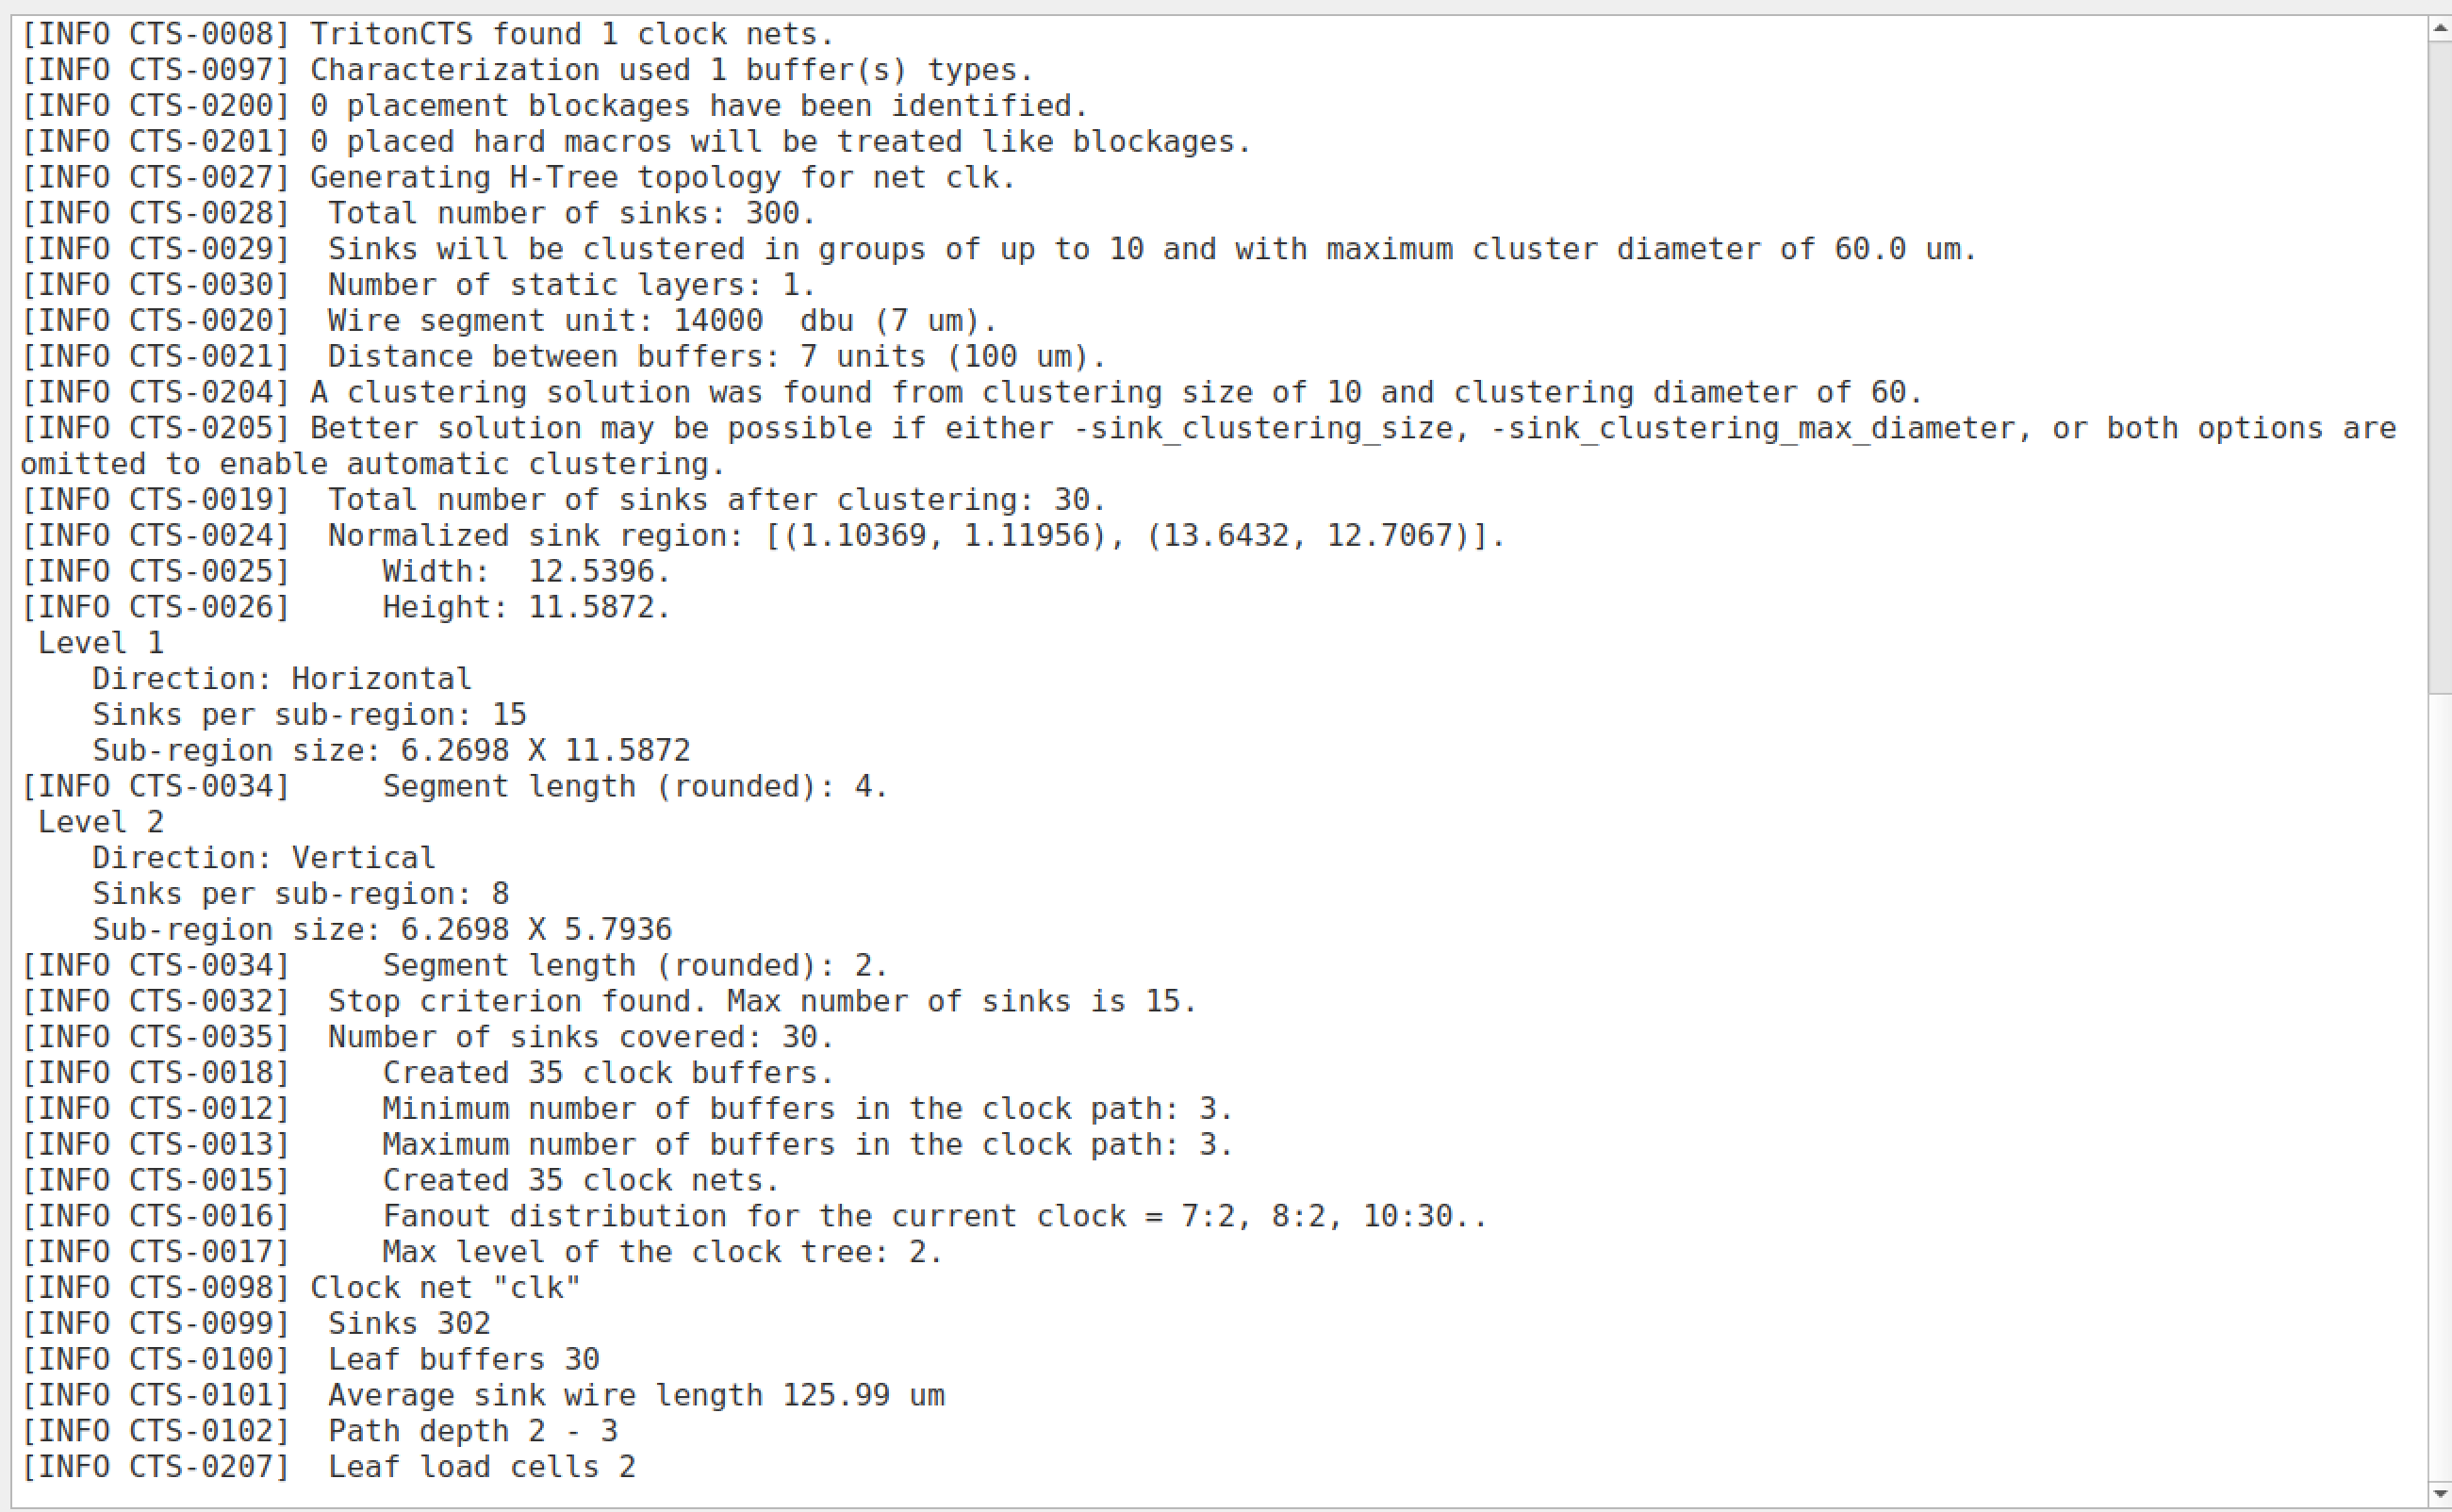 [INFO CTS-0008] TritonCTS found 1 clock nets.
[INFO CTS-0097] Characterization used 1 buffer(s) types.
[INFO CTS-0200] 0 placement blockages have been identified.
[INFO CTS-0201] 0 placed hard macros will be treated like blockages.
[INFO CTS-0027] Generating H-Tree topology for net clk.
[INFO CTS-0028]  Total number of sinks: 300.
[INFO CTS-0029]  Sinks will be clustered in groups of up to 10 and with maximum cluster diameter of 60.0 um.
[INFO CTS-0030]  Number of static layers: 1.
[INFO CTS-0020]  Wire segment unit: 14000  dbu (7 um).
[INFO CTS-0021]  Distance between buffers: 7 units (100 um).
[INFO CTS-0204] A clustering solution was found from clustering size of 10 and clustering diameter of 60.
[INFO CTS-0205] Better solution may be possible if either -sink_clustering_size, -sink_clustering_max_diameter, or both options are
omitted to enable automatic clustering.
[INFO CTS-0019]  Total number of sinks after clustering: 30.
[INFO CTS-0024]  Normalized sink region: [(1.10369, 1.11956), (13.6432, 12.7067)].
[INFO CTS-0025]     Width:  12.5396.
[INFO CTS-0026]     Height: 11.5872.
 Level 1
    Direction: Horizontal
    Sinks per sub-region: 15
    Sub-region size: 6.2698 X 11.5872
[INFO CTS-0034]     Segment length (rounded): 4.
 Level 2
    Direction: Vertical
    Sinks per sub-region: 8
    Sub-region size: 6.2698 X 5.7936
[INFO CTS-0034]     Segment length (rounded): 2.
[INFO CTS-0032]  Stop criterion found. Max number of sinks is 15.
[INFO CTS-0035]  Number of sinks covered: 30.
[INFO CTS-0018]     Created 35 clock buffers.
[INFO CTS-0012]     Minimum number of buffers in the clock path: 3.
[INFO CTS-0013]     Maximum number of buffers in the clock path: 3.
[INFO CTS-0015]     Created 35 clock nets.
[INFO CTS-0016]     Fanout distribution for the current clock = 7:2, 8:2, 10:30..
[INFO CTS-0017]     Max level of the clock tree: 2.
[INFO CTS-0098] Clock net "clk"
[INFO CTS-0099]  Sinks 302
[INFO CTS-0100]  Leaf buffers 30
[INFO CTS-0101]  Average sink wire length 125.99 um
[INFO CTS-0102]  Path depth 2 - 3
[INFO CTS-0207]  Leaf load cells 2